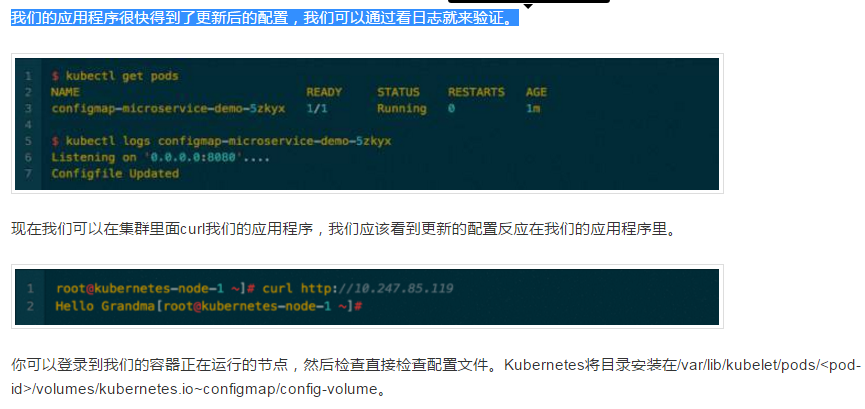 我们的应用程序很快得到了更新后的配置，我们可以通过看日志就来验证。
1 $ kubectl get pods
2 NAME READY STATUS RESTARTS AGE
3 configmap-microservice-demo-5zkyx 1/1 Running 0 1m
4
5 $ kubectl logs configmap-microservice-demo-5zkyx
6 Listening on '0.0.0.0:8080'....
7 Configfile Updated
现在我们可以在集群里面curl我们的应用程序，我们应该看到更新的配置反应在我们的应用程序里。
1 root@kubernetes-node-1 ~]# curl http://10.247.85.119
2 Hello Grandma[root@kubernetes-node-1 ~]#
你可以登录到我们的容器正在运行的节点，然后检查直接检查配置文件。Kubernetes将目录安装在/var/lib/kubelet/pods/<pod-
id>/volumes/kubernetes.io~configmap/config-volume。